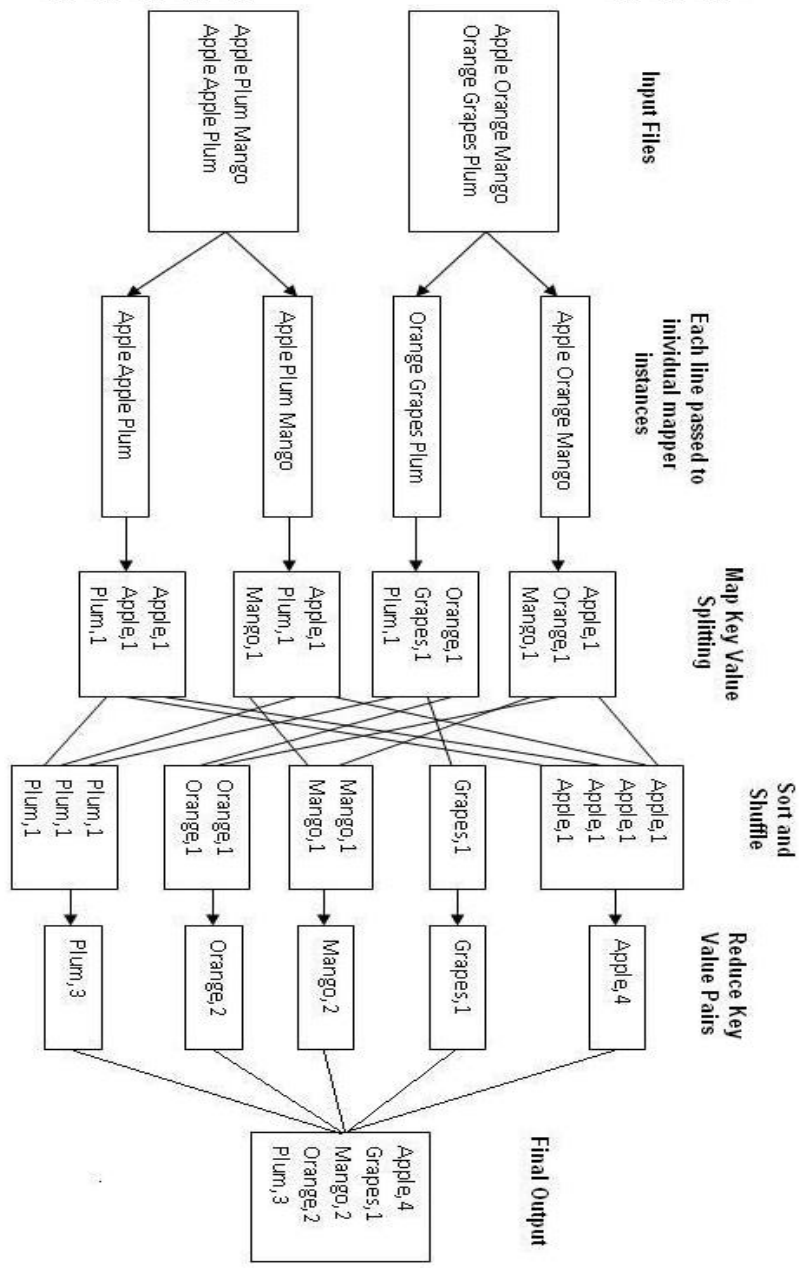 Input Files
Each line passed to
inividual mapper
instances
Map Key Value
Splitting
Sort and
Shuffle
Reduce Key
Value Pairs
Final Output
Apple Orange Mango
Orange Grapes Plum
Apple Plum Mango
Apple Apple Plum
Apple Orange Mango
Orange Grapes Plum
Apple Plum Mango
Apple Apple Plum
Apple,1
Orange,1
Mango,1
Orange,1
Grapes,1
Plum,1
Apple,1
Plum,1
Mango,1
Apple,1
Apple,1
Plum,1
Apple,1
Apple,1
Apple,1
Apple,1
Grapes,1
Mango,1
Mango,1
Orange,1
Orange,1
Plum,1
Plum,1
Plum,1
Apple,4
Grapes,1
Mango,2
Orange,2
Plum,3
Apple,4
Grapes,1
Mango,2
Orange,2
Plum,3